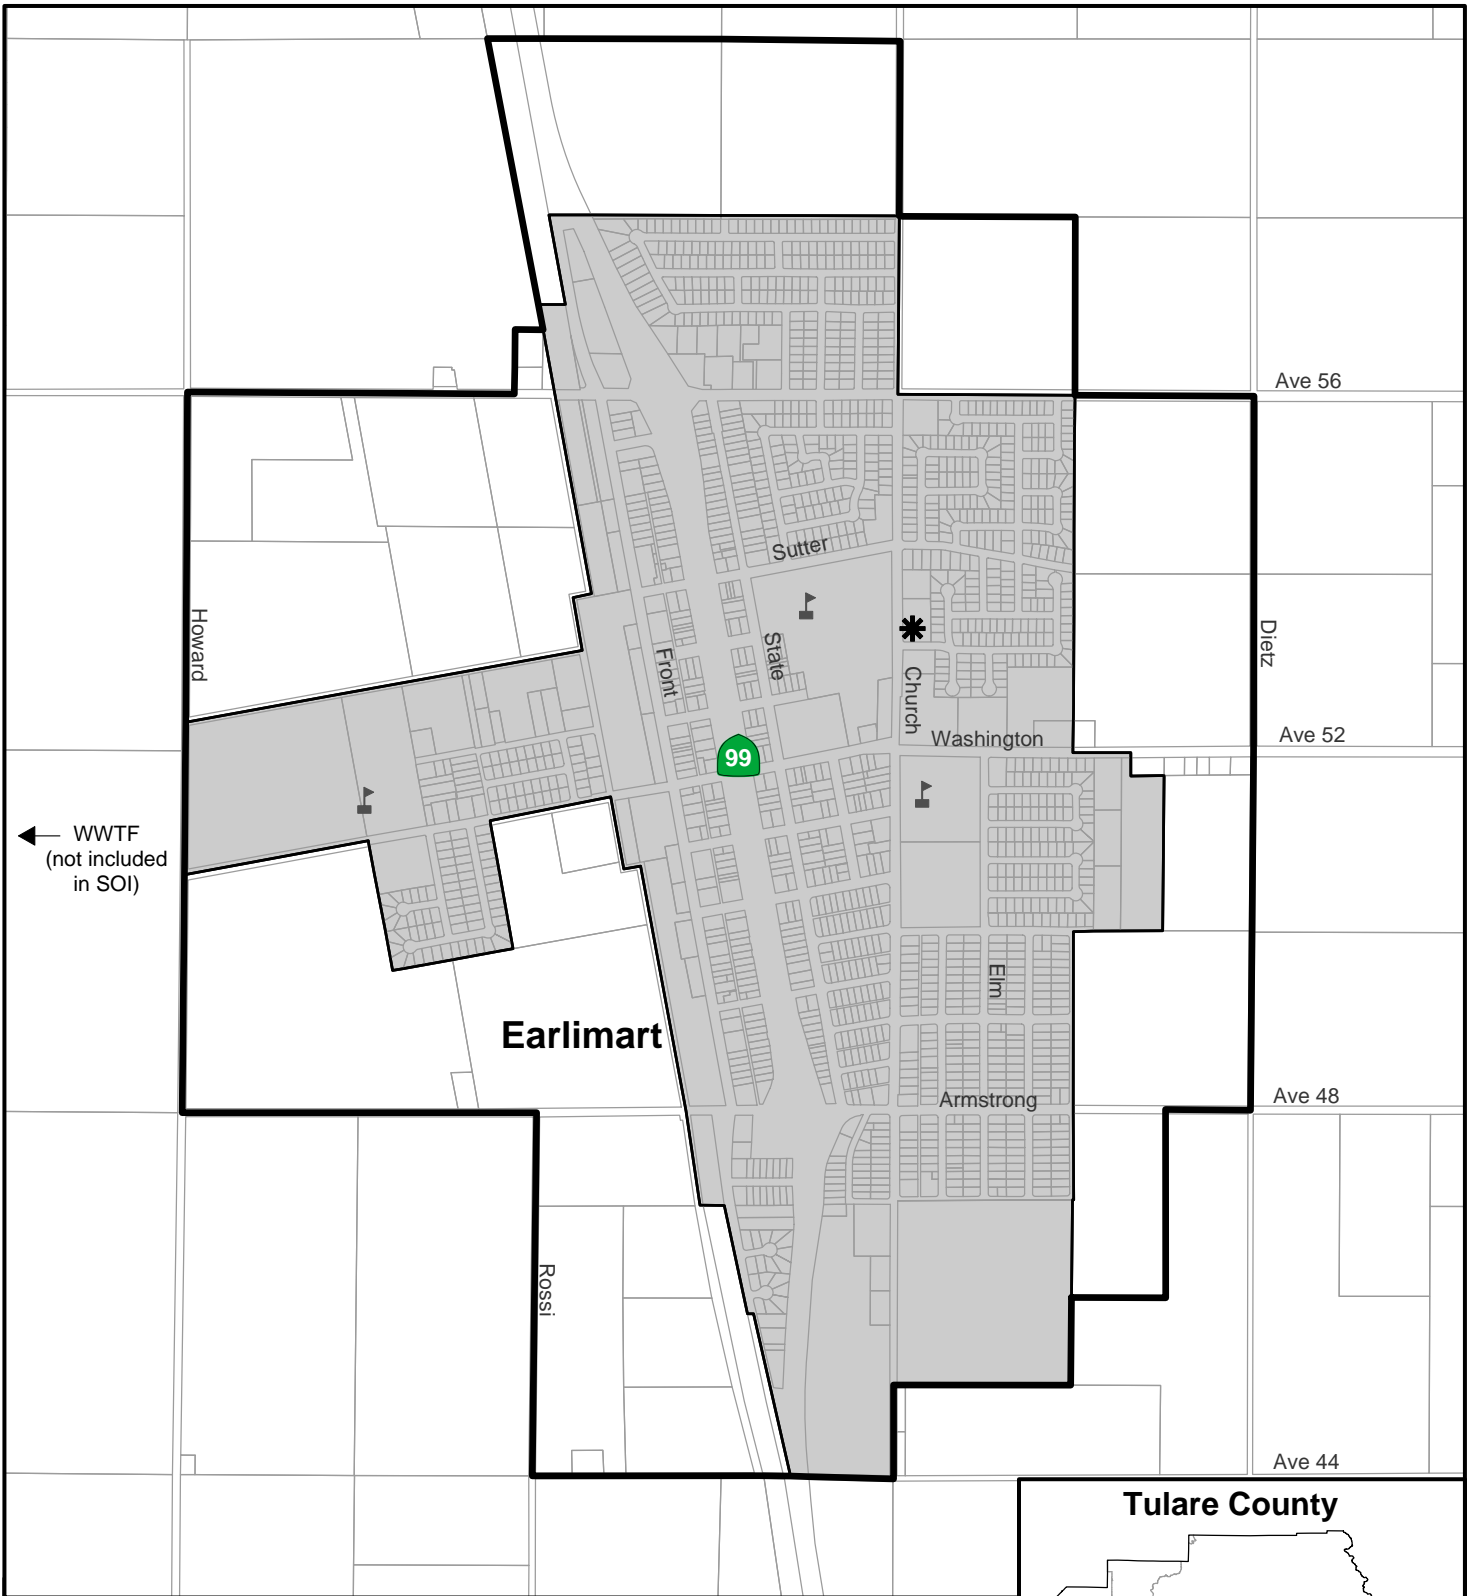 Ave 56
Sutter
Howard
Front
State
Church
Dietz
Washington
Ave 52
99
WWTF
(not included
in SOI)
Elm
Earlimart
Armstrong
Ave 48
Rossi
Ave 44
Tulare County